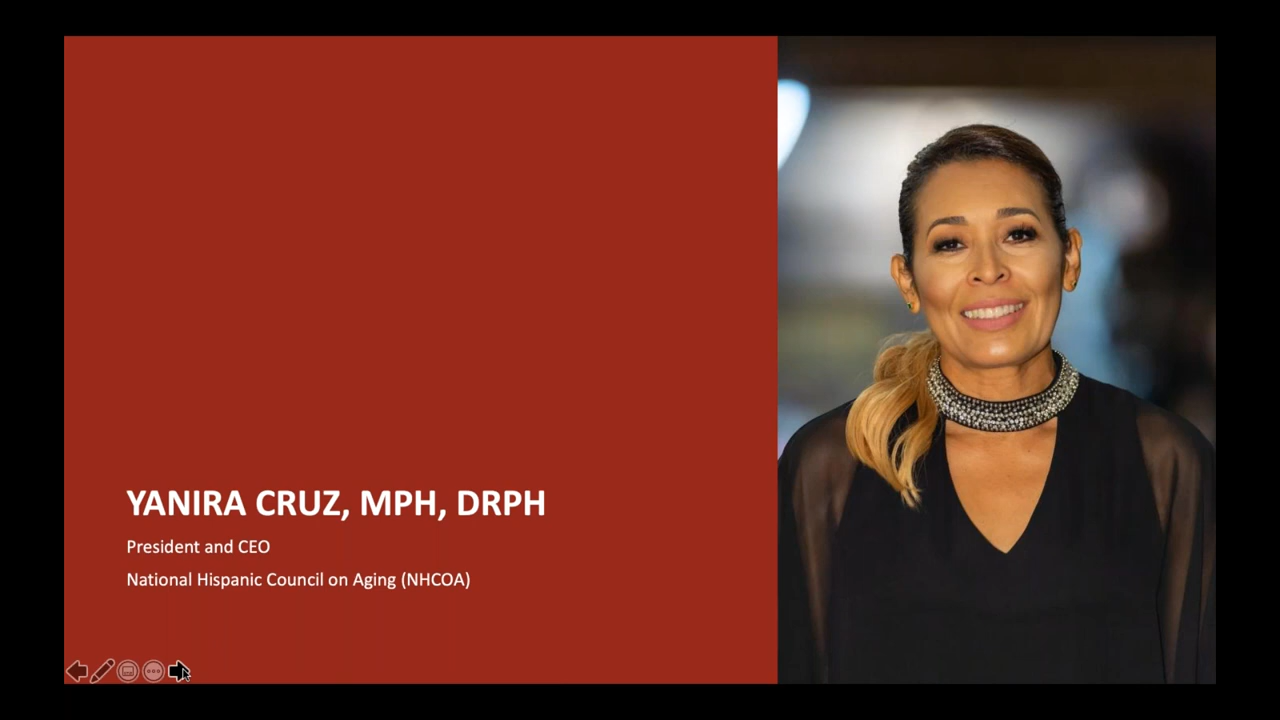 YANIRA CRUZ, MPH, DRPH
President and CEO
National Hispanic Council on Aging (NHCOA)